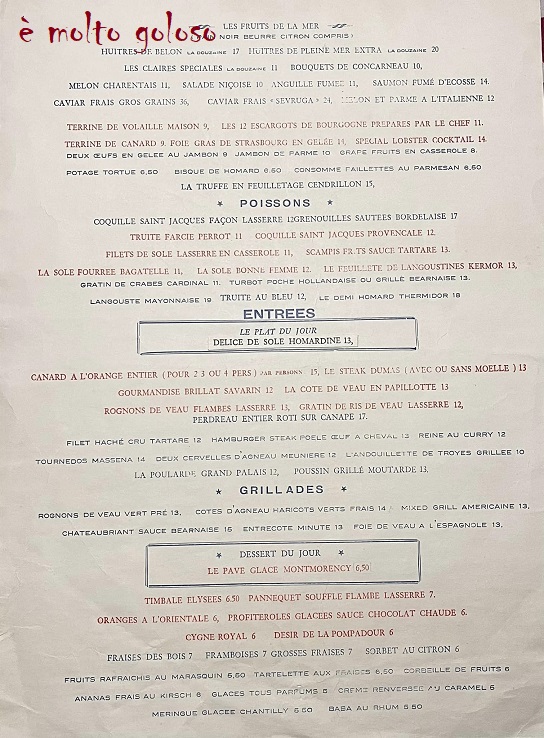 è molto goloso
LES FRUITS DE LA MER
NOIR BEURRE CITRON COMPRIS)
HUITRES DE BELON LA DOUZAINE 17 HUITRES DE PLEINE MER EXTRA LA DOUZAINE 20
LES CLAIRES SPECIALES LA DOUZAINE 11 BOUQUETS DE CONCARNEAU 10,
MELON CHARENTAIS 11, SALADE NIÇOISE 10 ANGUILLE FUMEE 11, SAUMON FUMÉ D'ECOSSE 14.
CAVIAR FRAIS GROS GRAINS 36, CAVIAR FRAIS «SEVRUGA» 24, MELON ET PARME A L'ITALIENNE 12
TERRINE DE VOLAILLE MAISON 9, LES 12 ESCARGOTS DE BOURGOGNE PREPARES PAR LE CHEF 11.
TERRINE DE CANARD 9. FOIE GRAS DE STRASBOURG EN GELÉE 14, SPECIAL LOBSTER COCKTAIL 14.
DEUX ŒUFS EN GELEE AU JAMBON 9 JAMBON DE PARME 10 GRAPE FRUITS EN CASSEROLE 8.
POTAGE TORTUE 6,50 BISQUE DE HOMARD 6.50 CONSOMME PAILLETTES AU PARMESAN 6,50
LA TRUFFE EN FEUILLETAGE CENDRILLON 15,
* POISSONS *
COQUILLE SAINT JACQUES FAÇON LASSERRE 12 GRENOUILLES SAUTEES BORDELAISE 17
TRUITE FARCIE PERROT 11 COQUILLE SAINT JACQUES PROVENCALE 12.
FILETS DE SOLE LASSERRE EN CASSEROLE 11, SCAMPIS FRITS SAUCE TARTARE 13.
LA SOLE FOURREE BAGATELLE 11, LA SOLE BONNE FEMME 12. LE FEUILLETE DE LANGOUSTINES KERMOR 13,
GRATIN DE CRABES CARDINAL 11. TURBOT POCHE HOLLANDAISE OU GRILLÉ BEARNAISE 13.
LANGOUSTE MAYONNAISE 19 TRUITE AU BLEU 12, LE DEMI HOMARD THERMIDOR 18
ENTREES
LE PLAT DU JOUR
DELICE DE SOLE HOMARDINE 13,
CANARD A L'ORANGE ENTIER (POUR 2 3 OU 4 PERS) PAR PERSONNE 15, LE STEAK DUMAS (AVEC OU SANS MOELLE) 13
GOURMANDISE BRILLAT SAVARIN 12 LA COTE DE VEAU EN PAPILLOTTE 13
ROGNONS DE VEAU FLAMBES LASSERRE 13, GRATIN DE RIS DE VEAU LASSERRE 12,
PERDREAU ENTIER ROTI SUR CANAPE 17.
FILET HACHÉ CRU TARTARE 12 HAMBURGER STEAK POELE ŒUF A CHEVAL 13 REINE AU CURRY 12
TOURNEDOS MASSENA 14 DEUX CERVELLES D'AGNEAU MEUNIERE 12 L'ANDOUILLETTE DE TROYES GRILLEE 10
LA POULARDE GRAND PALAIS 12, POUSSIN GRILLÉ MOUTARDE 13,
* GRILLADES *
ROGNONS DE VEAU VERT PRÉ 13, COTES D'AGNEAU HARICOTS VERTS FRAIS 14 MIXED GRILL AMERICAINE 13,
CHATEAUBRIANT SAUCE BEARNAISE 15 ENTRECOTE MINUTE 13 FOIE DE VEAU A L'ESPAGNOLE 13,
* DESSERT DU JOUR *
LE PAVE GLACE MONTMORENCY 6,50
TIMBALE ELYSEES 6.50 PANNEQUET SOUFFLE FLAMBE LASSERRE 7.
ORANGES A L'ORIENTALE 6, PROFITEROLES GLACEES SAUCE CHOCOLAT CHAUDE 6.
CYGNE ROYAL 6 DESIR DE LA POMPADOUR 6
FRAISES DES BOIS 7 FRAMBOISES 7 GROSSES FRAISES 7 SORBET AU CITRON 6
FRUITS RAFRAICHIS AU MARASQUIN 6,50 TARTELETTE AUX FRAISES 6,50 CORBEILLE DE FRUITS 6
ANANAS FRAIS AU KIRSCH 6 GLACES TOUS PARFUMS 6 CREME RENVERSEE AU CARAMEL 6
MERINGUE GLACEE CHANTILLY 6.50 BABA AU RHUM 5.50